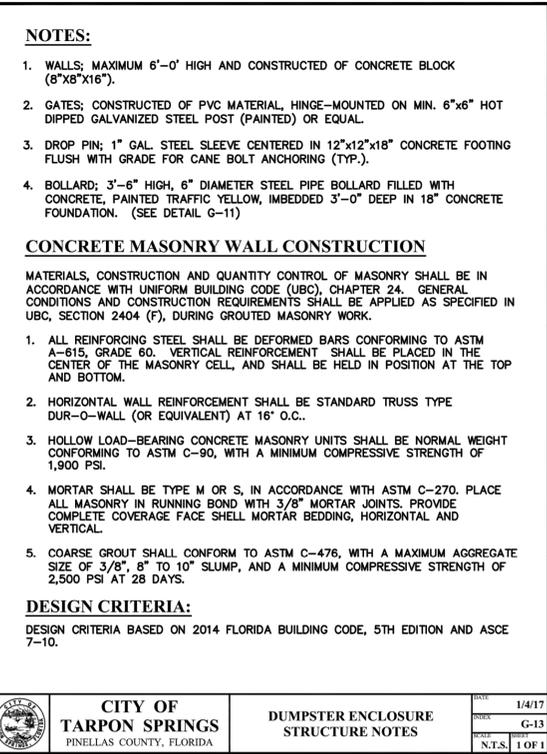 NOTES:
1. WALLS; MAXIMUM 6'-0' HIGH AND CONSTRUCTED OF CONCRETE BLOCK
(8"X8"X16").
2. GATES; CONSTRUCTED OF PVC MATERIAL, HINGE-MOUNTED ON MIN. 6"x6" HOT
DIPPED GALVANIZED STEEL POST (PAINTED) OR EQUAL.
3. DROP PIN; 1" GAL. STEEL SLEEVE CENTERED IN 12"x12"x18" CONCRETE FOOTING
FLUSH WITH GRADE FOR CANE BOLT ANCHORING (TYP.).
4. BOLLARD; 3'-6" HIGH, 6" DIAMETER STEEL PIPE BOLLARD FILLED WITH
CONCRETE, PAINTED TRAFFIC YELLOW, IMBEDDED 3'-0" DEEP IN 18" CONCRETE
FOUNDATION. (SEE DETAIL G-11)
CONCRETE MASONRY WALL CONSTRUCTION
MATERIALS, CONSTRUCTION AND QUANTITY CONTROL OF MASONRY SHALL BE IN
ACCORDANCE WITH UNIFORM BUILDING CODE (UBC), CHAPTER 24. GENERAL
CONDITIONS AND CONSTRUCTION REQUIREMENTS SHALL BE APPLIED AS SPECIFIED IN
UBC, SECTION 2404 (F), DURING GROUTED MASONRY WORK.
1. ALL REINFORCING STEEL SHALL BE DEFORMED BARS CONFORMING TO ASTM
A-615, GRADE 60. VERTICAL REINFORCEMENT SHALL BE PLACED IN THE
CENTER OF THE MASONRY CELL, AND SHALL BE HELD IN POSITION AT THE TOP
AND BOTTOM.
2. HORIZONTAL WALL REINFORCEMENT SHALL BE STANDARD TRUSS TYPE
DUR-O-WALL (OR EQUIVALENT) AT 16" O.C..
3. HOLLOW LOAD-BEARING CONCRETE MASONRY UNITS SHALL BE NORMAL WEIGHT
CONFORMING TO ASTM C-90, WITH A MINIMUM COMPRESSIVE STRENGTH OF
1,900 PSI.
4. MORTAR SHALL BE TYPE M OR S, IN ACCORDANCE WITH ASTM C-270. PLACE
ALL MASONRY IN RUNNING BOND WITH 3/8" MORTAR JOINTS. PROVIDE
COMPLETE COVERAGE FACE SHELL MORTAR BEDDING, HORIZONTAL AND
VERTICAL.
5. COARSE GROUT SHALL CONFORM TO ASTM C-476, WITH A MAXIMUM AGGREGATE
SIZE OF 3/8", 8" TO 10" SLUMP, AND A MINIMUM COMPRESSIVE STRENGTH OF
2,500 PSI AT 28 DAYS.
DESIGN CRITERIA:
DESIGN CRITERIA BASED ON 2014 FLORIDA BUILDING CODE, 5TH EDITION AND ASCE
7-10.
CITY OF
TARPON SPRINGS
PINELLAS COUNTY, FLORIDA
DUMPSTER ENCLOSURE
STRUCTURE NOTES
DATE
1/4/17
INDEX
G-13
SCALE
N.T.S.
SHEET
1 OF 1